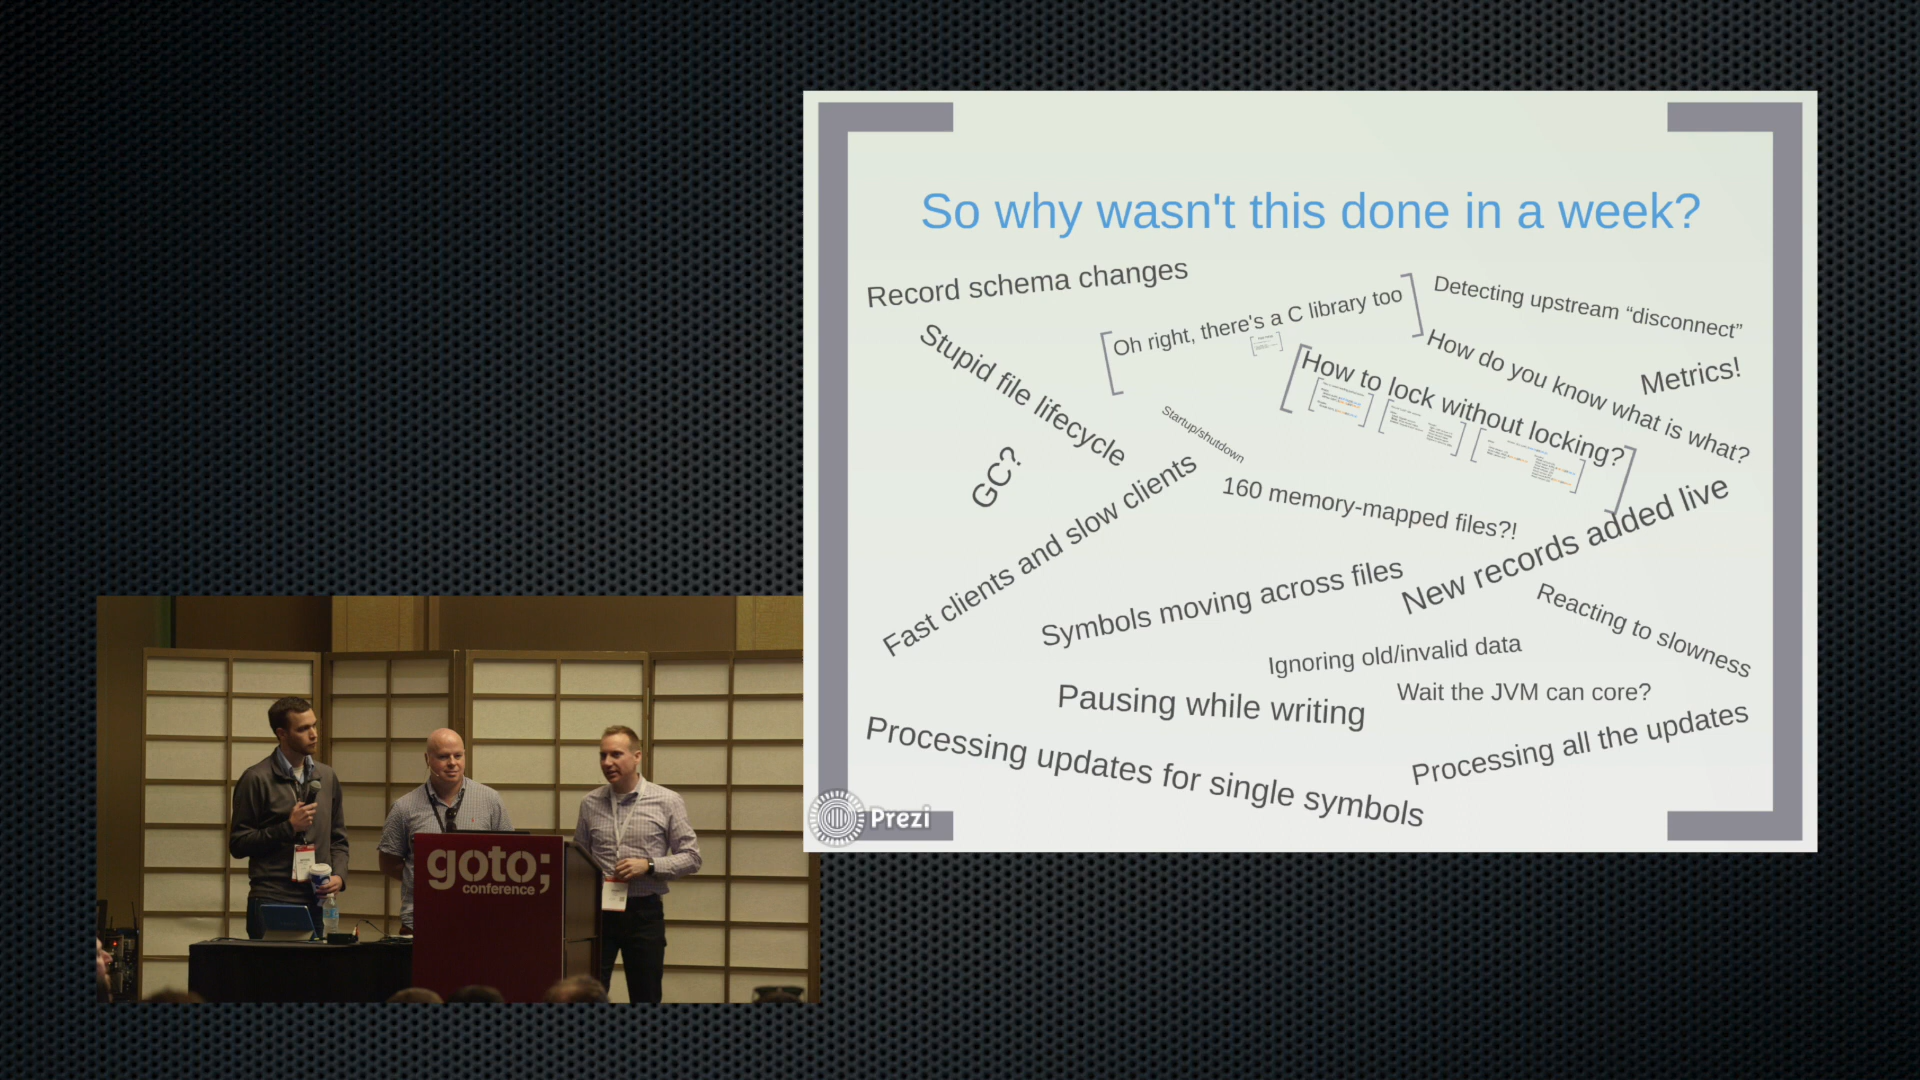 So why wasn't this done in a week?
Record schema changes
Oh right, there's a C library too
Detecting upstream “disconnect”
Stupid file lifecycle
How do you know what is what?
Metrics!
How to lock without locking?
Startup/shutdown
GC?
Fast clients and slow clients
160 memory-mapped files?!
New records added live
Symbols moving across files
Reacting to slowness
Ignoring old/invalid data
Pausing while writing
Wait the JVM can core?
Processing updates for single symbols
Processing all the updates
Prezi
goto;
conference